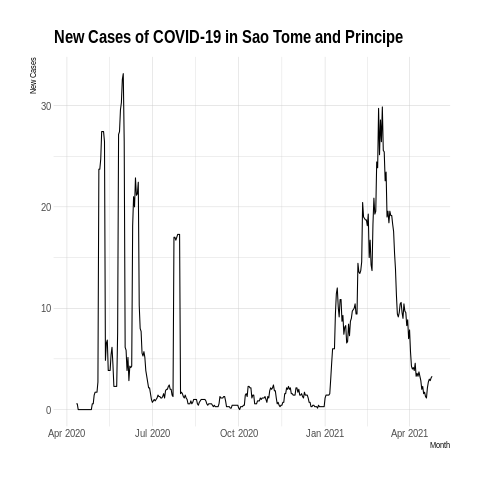 New Cases of COVID-19 in Sao Tome and Principe
New Cases
30
20
10
0
Apr 2020 Jul 2020 Oct 2020 Jan 2021 Apr 2021
Month